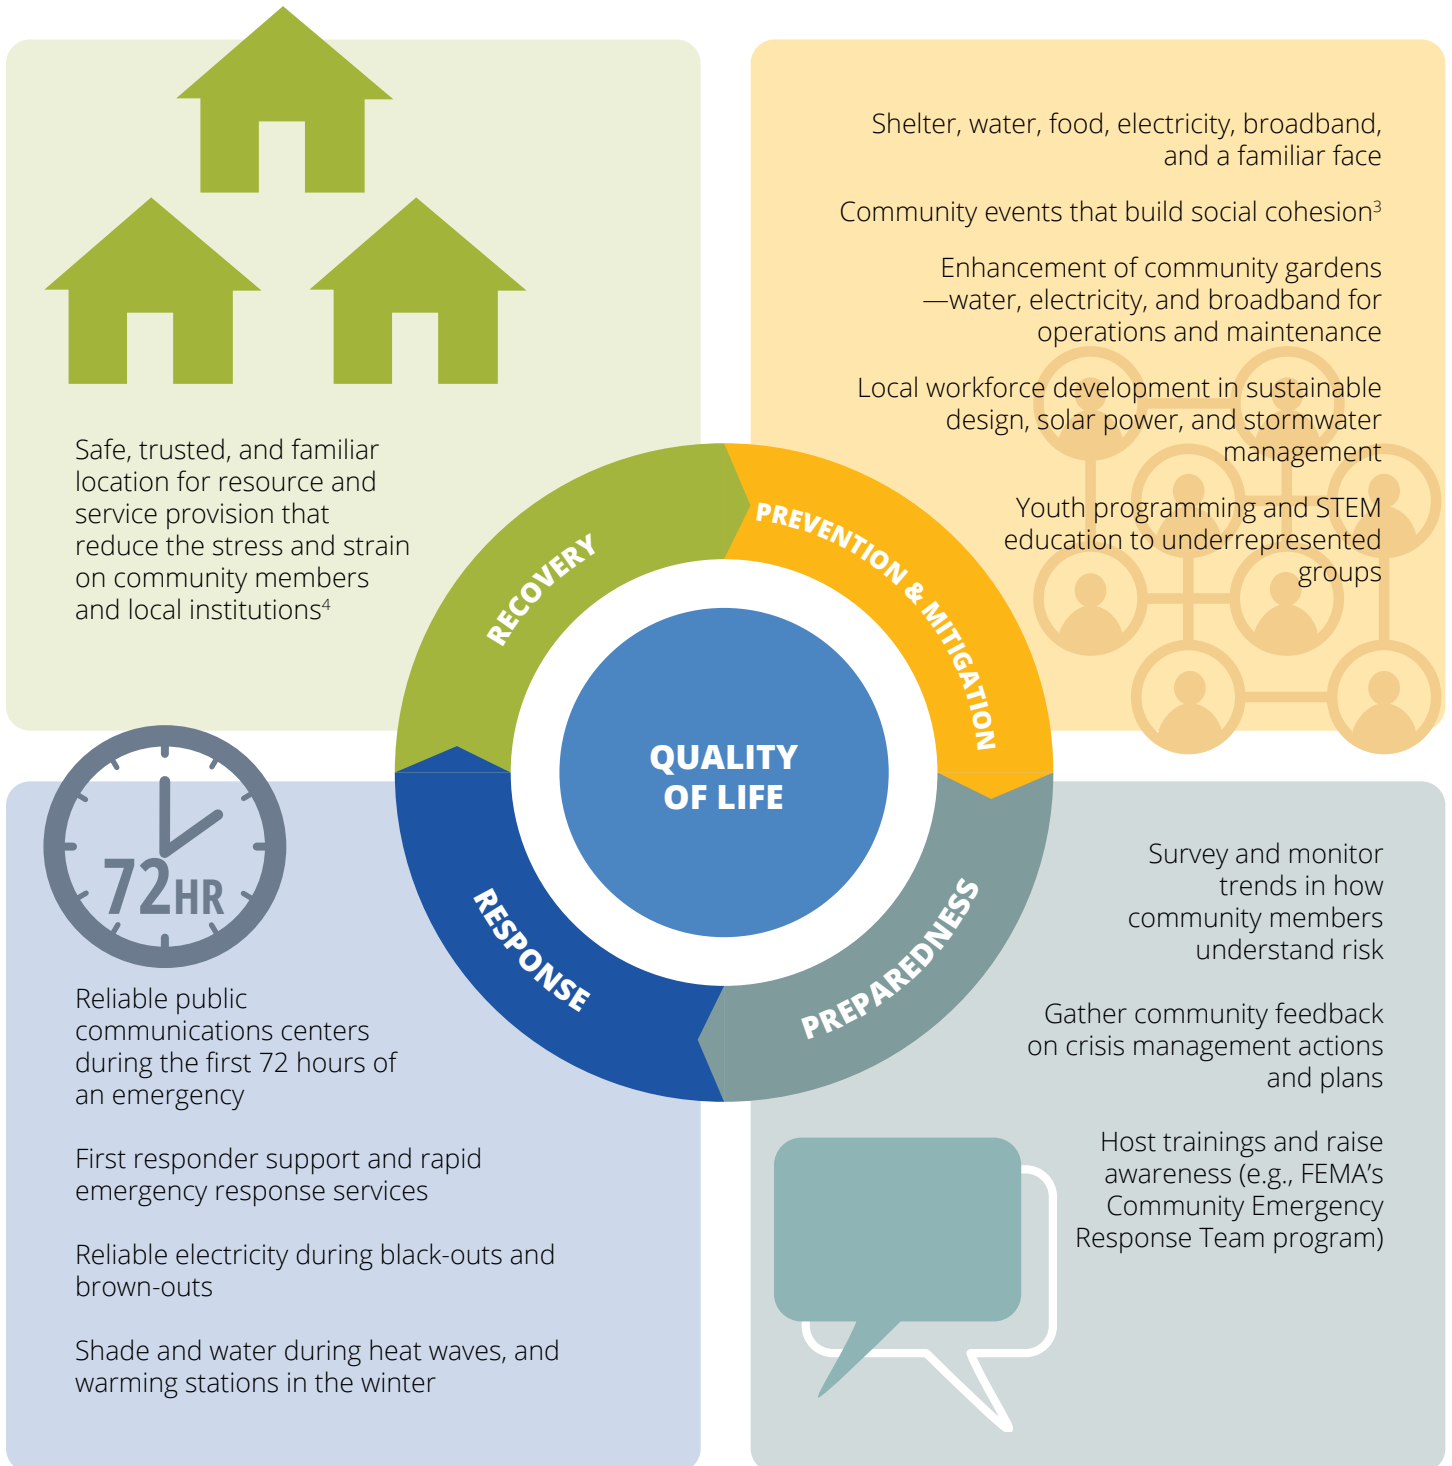 Safe, trusted, and familiar
location for resource and
service provision that
reduce the stress and strain
on community members
and local institutions⁴
Shelter, water, food, electricity, broadband,
and a familiar face
Community events that build social cohesion³
Enhancement of community gardens
—water, electricity, and broadband for
operations and maintenance
Local workforce development in sustainable
design, solar power, and stormwater
management
Youth programming and STEM
education to underrepresented
groups
RECOVERY
PREVENTION & MITIGATION
QUALITY
OF LIFE
RESPONSE
PREPAREDNESS
72HR
Reliable public
communications centers
during the first 72 hours of
an emergency
First responder support and rapid
emergency response services
Reliable electricity during black-outs and
brown-outs
Shade and water during heat waves, and
warming stations in the winter
Survey and monitor
trends in how
community members
understand risk
Gather community feedback
on crisis management actions
and plans
Host trainings and raise
awareness (e.g., FEMA’s
Community Emergency
Response Team program)